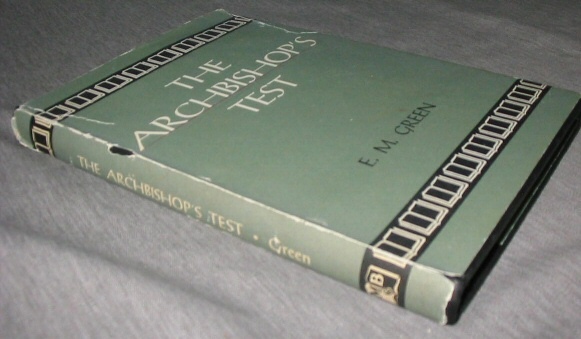 THE
ARCHBISHOP'S
TEST
E. M. GREEN
THE ARCHBISHOP'S TEST • Green